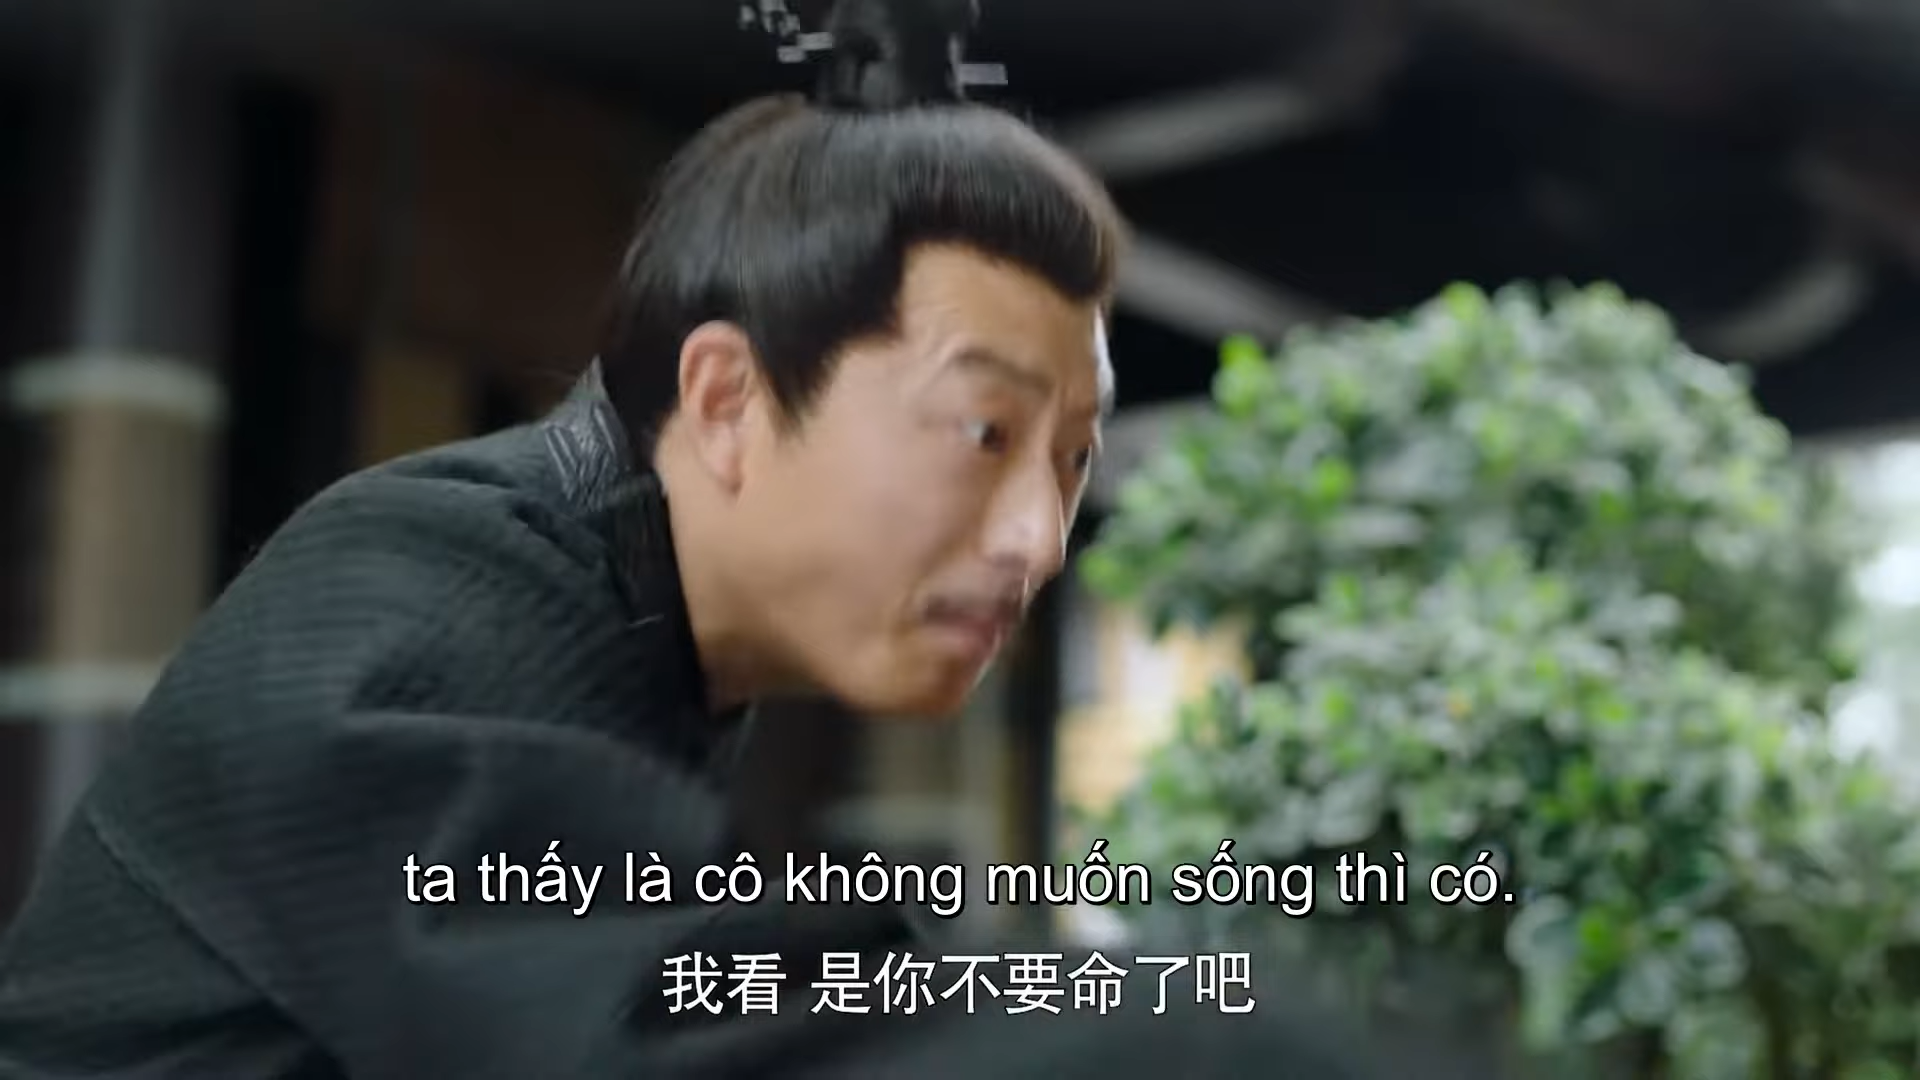 ta thấy là cô không muốn sống thì có.
我看 是你不要命了吧